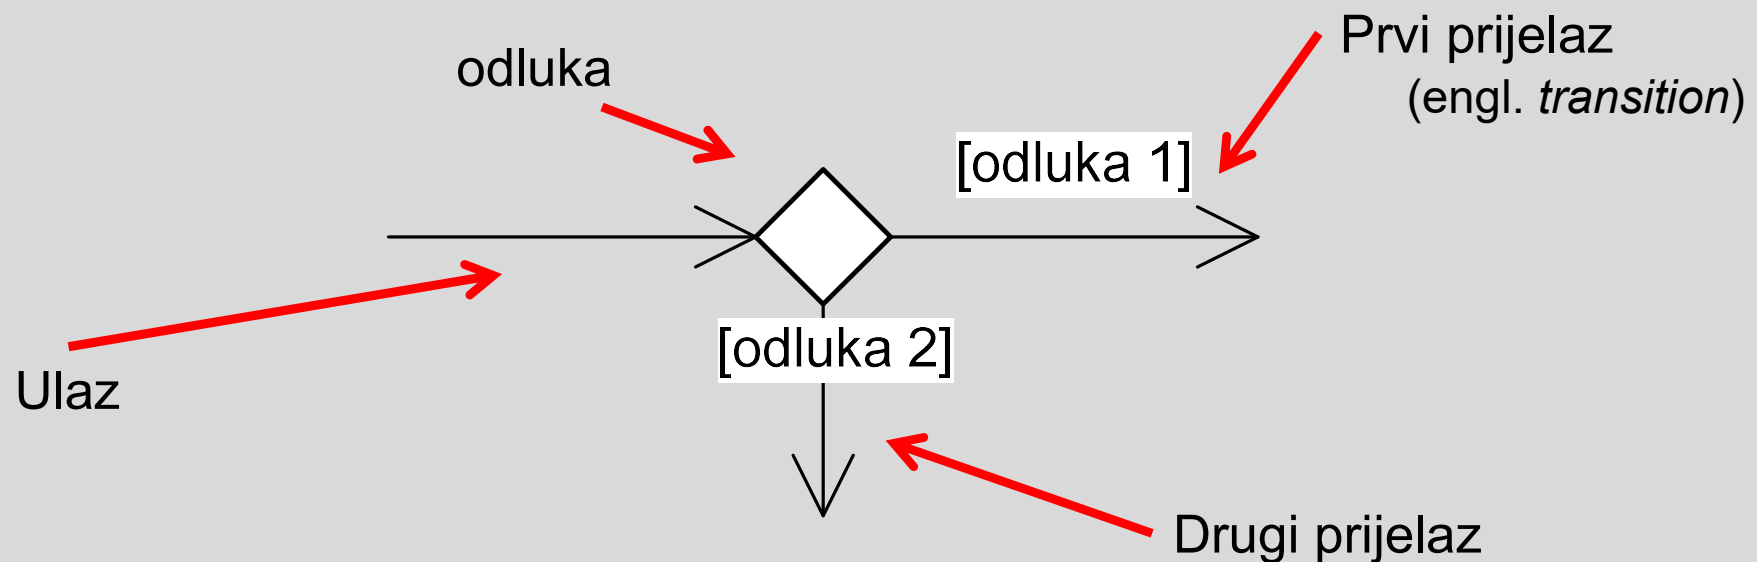 Prvi prijelaz
(engl. transition)
odluka
[odluka 1]
[odluka 2]
Ulaz
Drugi prijelaz